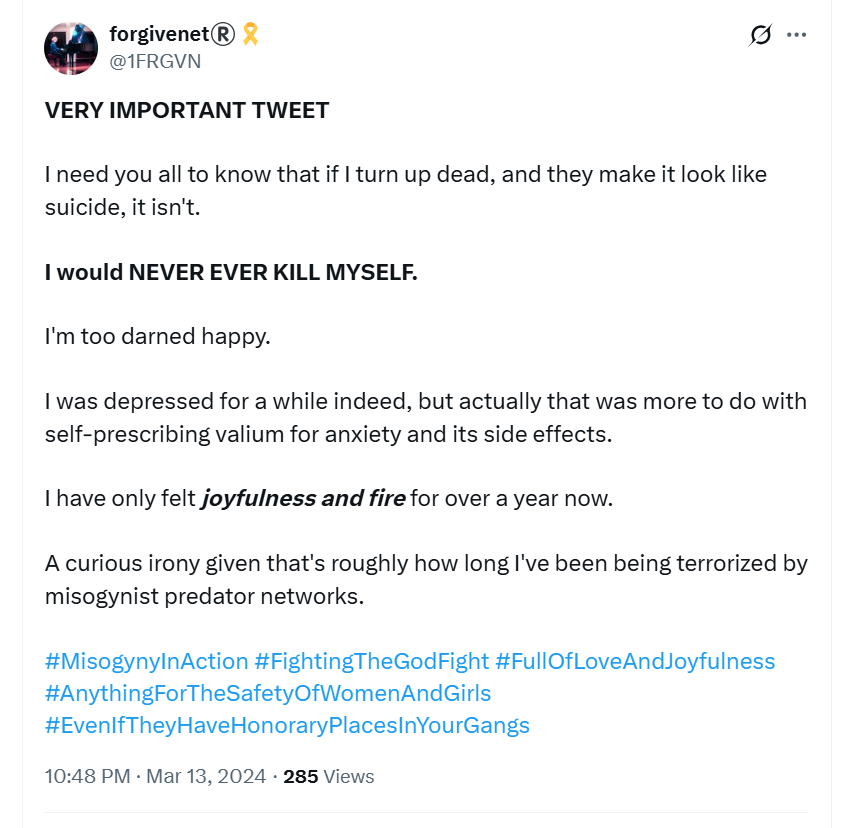 forgivenet®🎗
@1FRGVN
VERY IMPORTANT TWEET
I need you all to know that if I turn up dead, and they make it look like
suicide, it isn't.
I would NEVER EVER KILL MYSELF.
I'm too darned happy.
I was depressed for a while indeed, but actually that was more to do with
self-prescribing valium for anxiety and its side effects.
I have only felt joyfulness and fire for over a year now.
A curious irony given that's roughly how long I've been being terrorized by
misogynist predator networks.
#MisogynyInAction #FightingTheGodFight #FullOfLoveAndJoyfulness
#AnythingForTheSafetyOfWomenAndGirls
#EvenIfTheyHaveHonoraryPlacesInYourGangs
10:48 PM · Mar 13, 2024 · 285 Views